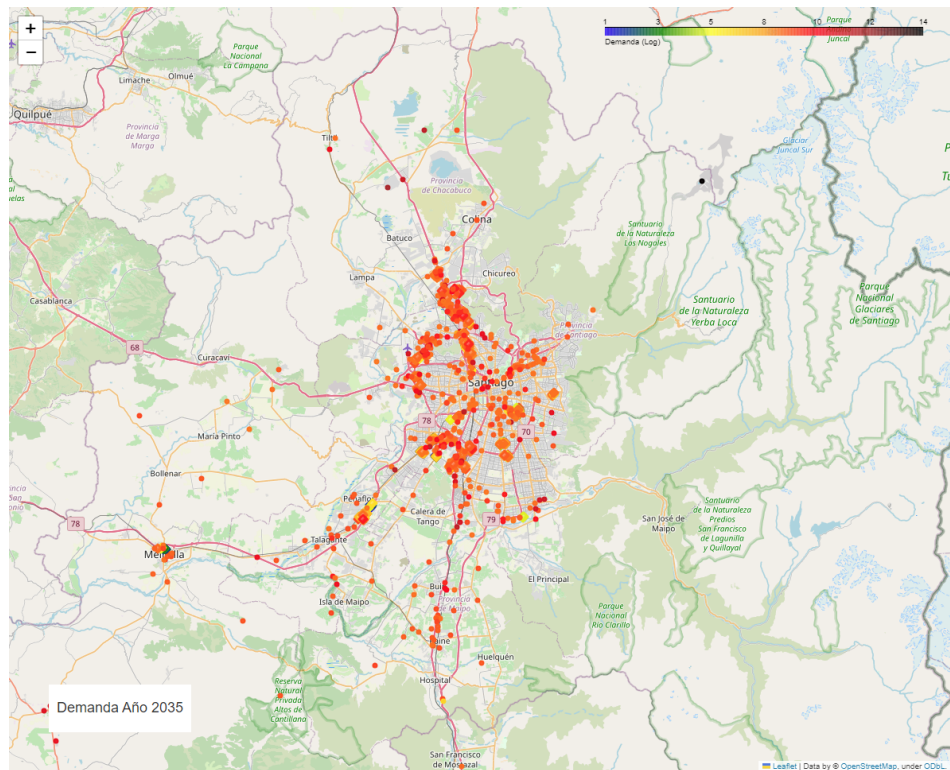 +
−
1 3 5 8 10 12 14
Demanda (Log)
Parque
Juncal
Parque
Nacional
La Campana
Limache
Olmué
Quilpué
Provincia
de Marga
Marga
Glaciar
Juncal Sur
Provincia
de Chacabuco
Colina
Batuco
Santuario
de la Naturaleza
Los Nogales
Lampa
Chicureo
Casablanca
Santuario
de la Naturaleza
Yerba Loca
Parque
Nacional
Glaciares
de Santiago
Provincia
de Santiago
68
Curacaví
Santiago
78
70
María Pinto
Bollenar
Peñaflor
Calera de
Tango
79
78
Santuario
de la Naturaleza
Predios
San Francisco
de Lagunilla
y Quillayal
San José de
Maipo
Talagante
Melipilla
El Principal
Buin
Isla de Maipo
Provincia
de Maipo
Parque
Nacional
Río Clarillo
Paine
Huelquén
Hospital
Reserva
Natural
Privada
Altos de
Cantillana
Demanda Año 2035
San Francisco
de Mostazal
Leaflet | Data by © OpenStreetMap, under ODbL.